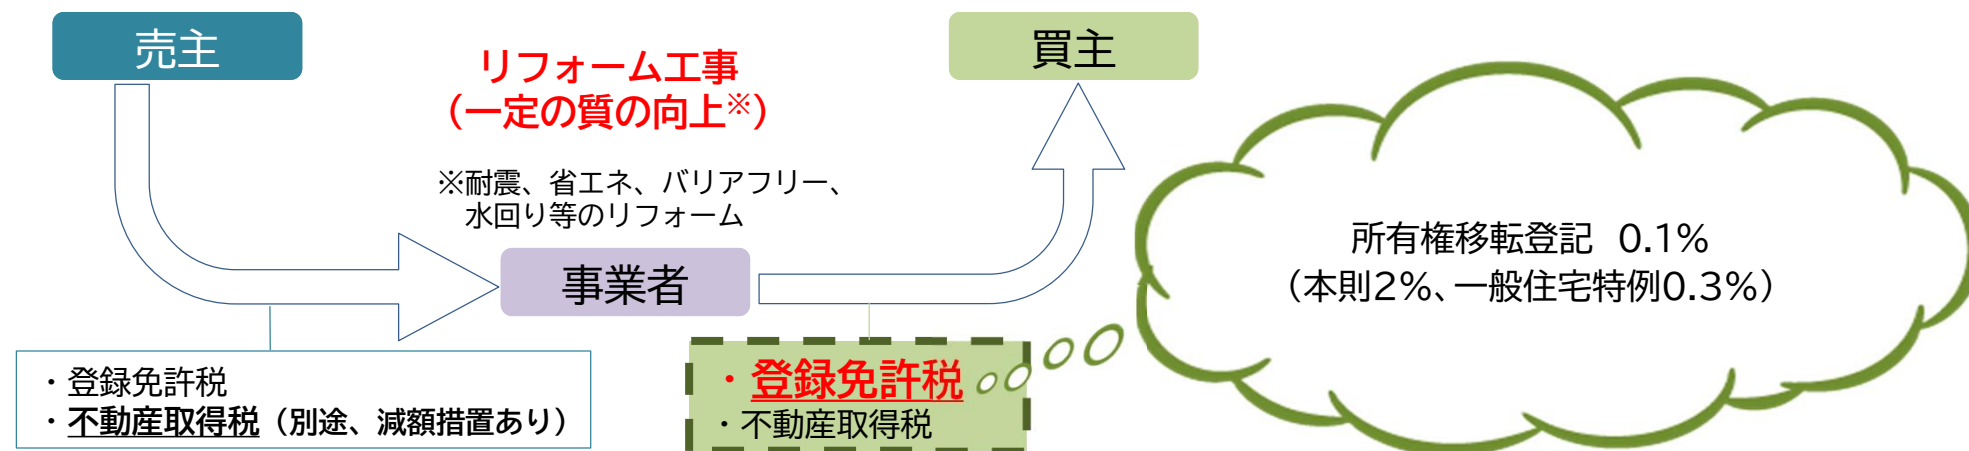 売主
リフォーム工事
（一定の質の向上※）
買主
※耐震、省エネ、バリアフリー、
水回り等のリフォーム
事業者
所有権移転登記　0.1%
（本則2%、一般住宅特例0.3%）
・登録免許税
・不動産取得税（別途、減額措置あり）
・登録免許税
・不動産取得税